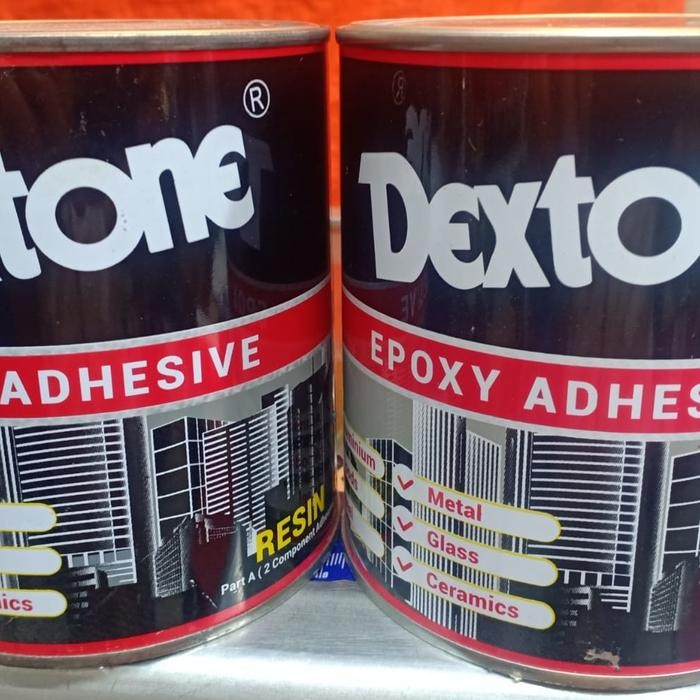 tone®
ADHESIVE
RESIN
Part A ( 2 Component
ics
Dexto
EPOXY ADHES
Metal
Glass
Ceramics